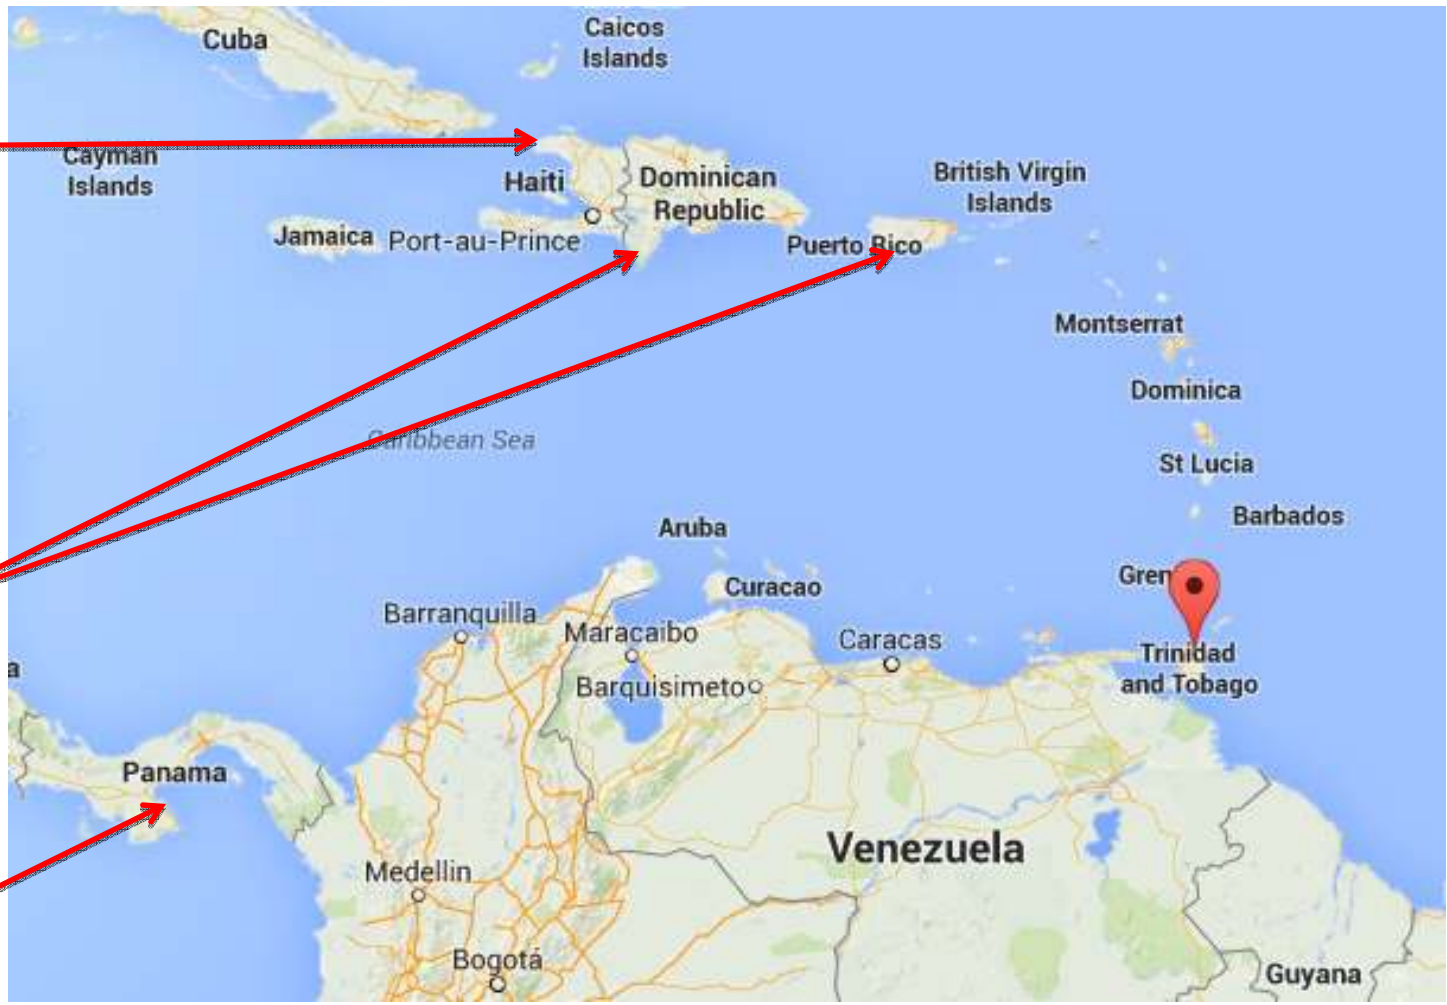 Cuba
Caicos
Islands
Cayman
Islands
Haiti
Dominican
Republic
British Virgin
Islands
Jamaica
Port-au-Prince
Puerto Rico
Montserrat
Dominica
Caribbean Sea
St Lucia
Barbados
Aruba
Gren
Curacao
Barranquilla
Maracaibo
Caracas
Trinidad
and Tobago
a
Barquisimeto
Panama
Venezuela
Medellin
Bogotá
Guyana